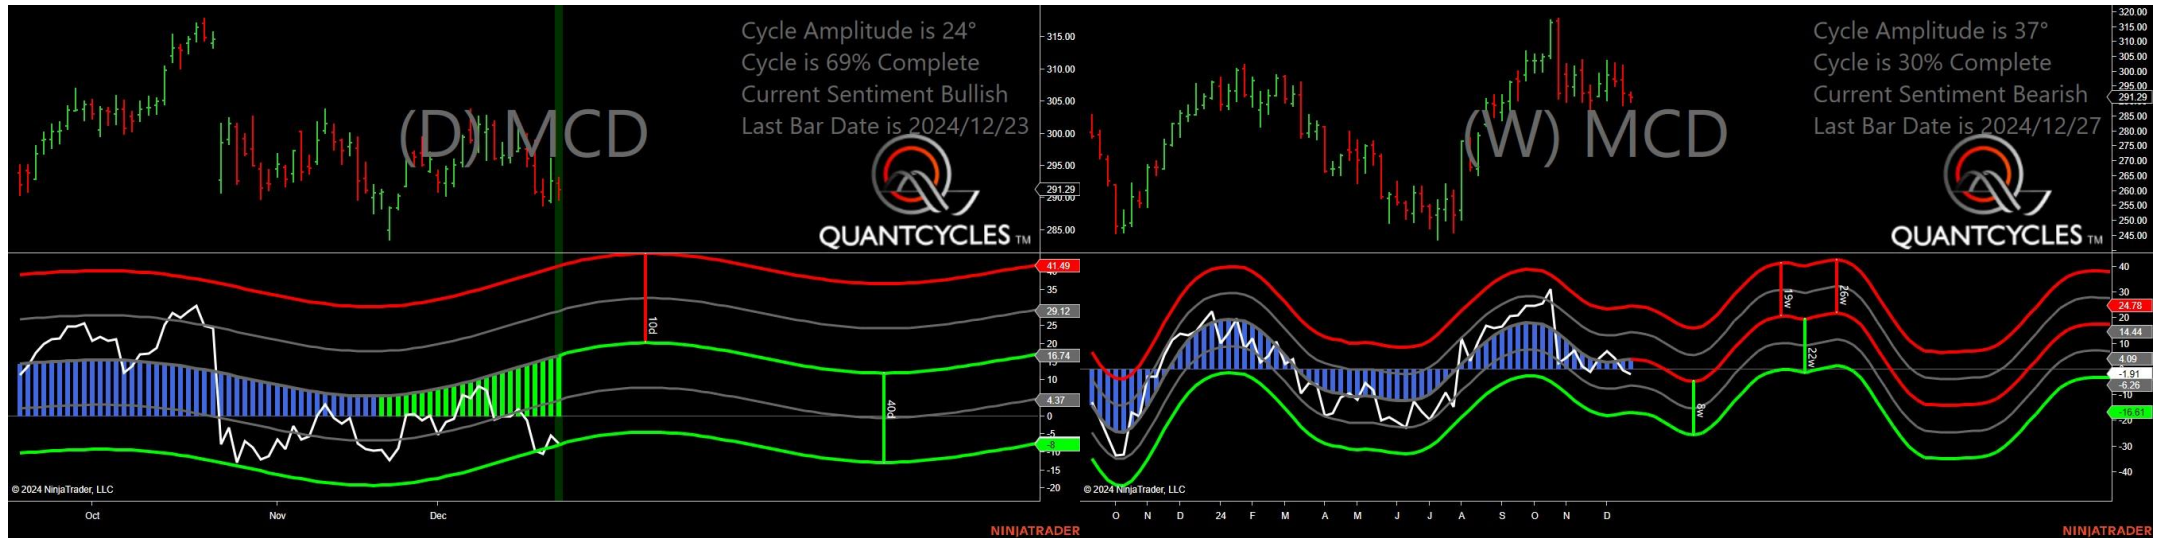 Cycle Amplitude is 24°
Cycle is 69% Complete
Current Sentiment Bullish
Last Bar Date is 2024/12/23
(D) MCD
QUANTCYCLES TM
315.00
310.00
305.00
300.00
295.00
291.29
290.00
285.00
41.49
40
35
29.12
25
20
16.74
15
10
4.37
0
-5
-8
-10
-15
-20
10d
40d
© 2024 NinjaTrader, LLC
Oct
Nov
Dec
NINJATRADER
Cycle Amplitude is 37°
Cycle is 30% Complete
Current Sentiment Bearish
Last Bar Date is 2024/12/27
(W) MCD
QUANTCYCLES TM
320.00
315.00
310.00
305.00
300.00
295.00
291.29
285.00
280.00
275.00
270.00
265.00
260.00
255.00
250.00
245.00
40
30
24.78
20
14.44
10
4.09
-1.91
-6.26
-10
-16.61
-20
-30
-40
19w
26w
22w
8w
© 2024 NinjaTrader, LLC
O N D 24 F M A M J J A S O N D
NINJATRADER